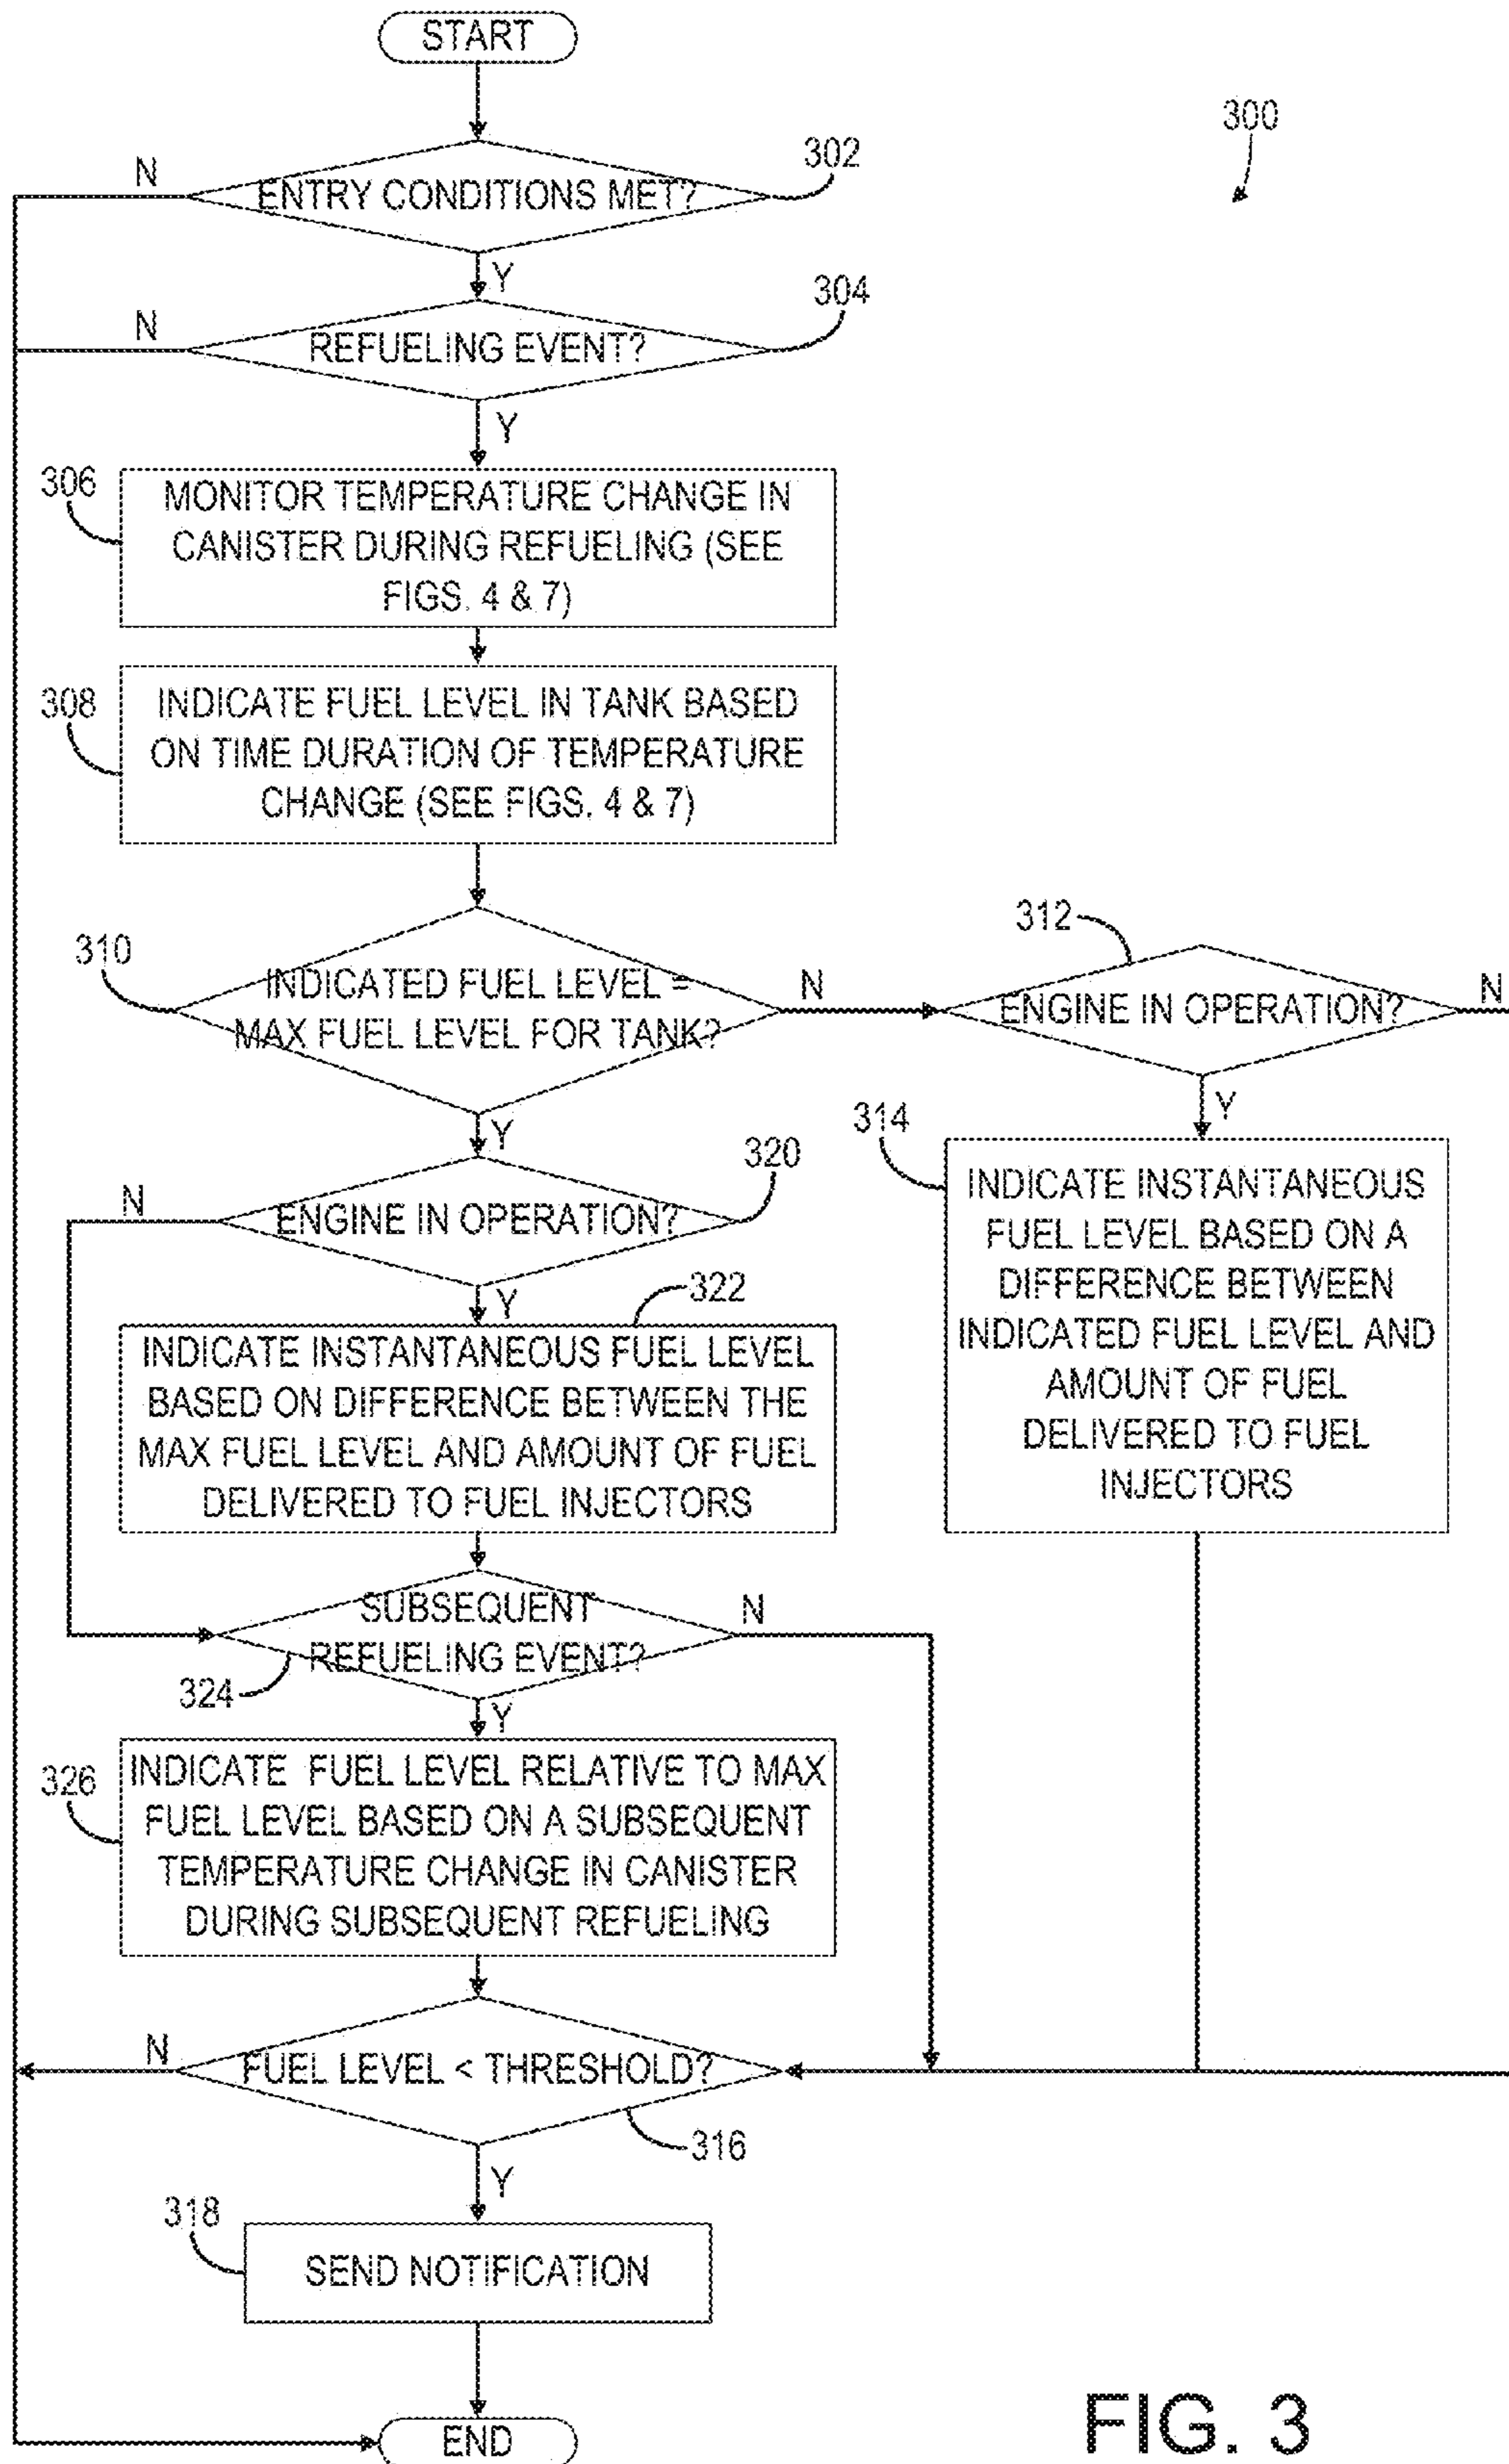 START
300
N
302
ENTRY CONDITIONS MET?
Y
304
N
REFUELING EVENT?
Y
306
MONITOR TEMPERATURE CHANGE IN
CANISTER DURING REFUELING (SEE
FIGS. 4 & 7)
308
INDICATE FUEL LEVEL IN TANK BASED
ON TIME DURATION OF TEMPERATURE
CHANGE (SEE FIGS. 4 & 7)
310
INDICATED FUEL LEVEL =
MAX FUEL LEVEL FOR TANK?
N
312
ENGINE IN OPERATION?
N
Y
Y
314
INDICATE INSTANTANEOUS
FUEL LEVEL BASED ON A
DIFFERENCE BETWEEN
INDICATED FUEL LEVEL AND
AMOUNT OF FUEL
DELIVERED TO FUEL
INJECTORS
320
N
ENGINE IN OPERATION?
Y
322
INDICATE INSTANTANEOUS FUEL LEVEL
BASED ON DIFFERENCE BETWEEN THE
MAX FUEL LEVEL AND AMOUNT OF FUEL
DELIVERED TO FUEL INJECTORS
SUBSEQUENT
REFUELING EVENT?
N
324
Y
326
INDICATE FUEL LEVEL RELATIVE TO MAX
FUEL LEVEL BASED ON A SUBSEQUENT
TEMPERATURE CHANGE IN CANISTER
DURING SUBSEQUENT REFUELING
N
FUEL LEVEL < THRESHOLD?
316
Y
318
SEND NOTIFICATION
END
FIG. 3